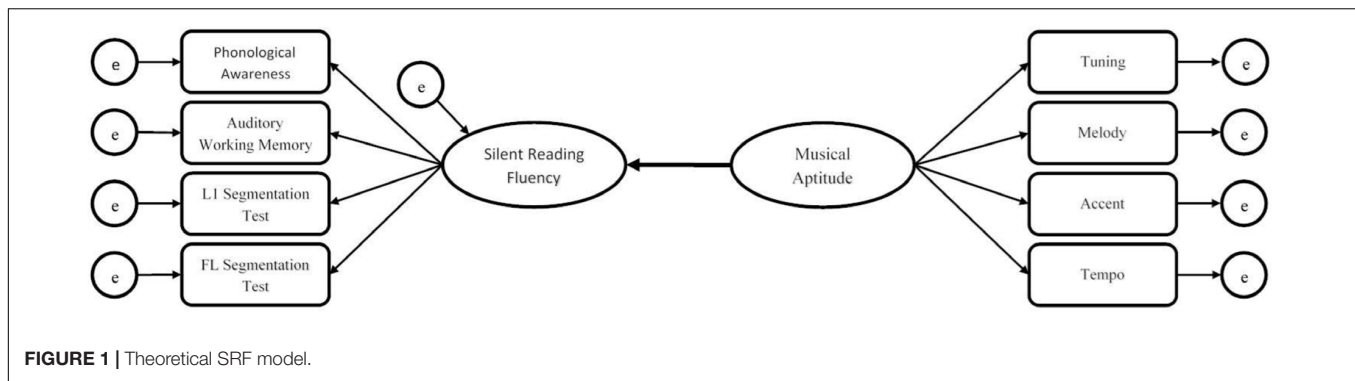 e
Phonological
Awareness
e
Auditory
Working Memory
e
L1 Segmentation
Test
e
FL Segmentation
Test
e
Silent Reading
Fluency
Musical
Aptitude
Tuning
e
Melody
e
Accent
e
Tempo
e
FIGURE 1 | Theoretical SRF model.